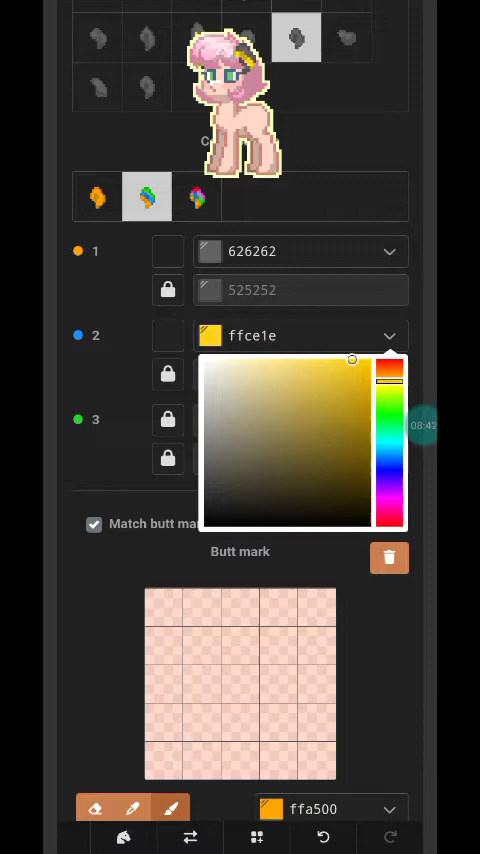 C
1
626262
525252
2
ffce1e
08:42
3
Match butt ma
Butt mark
ffa500